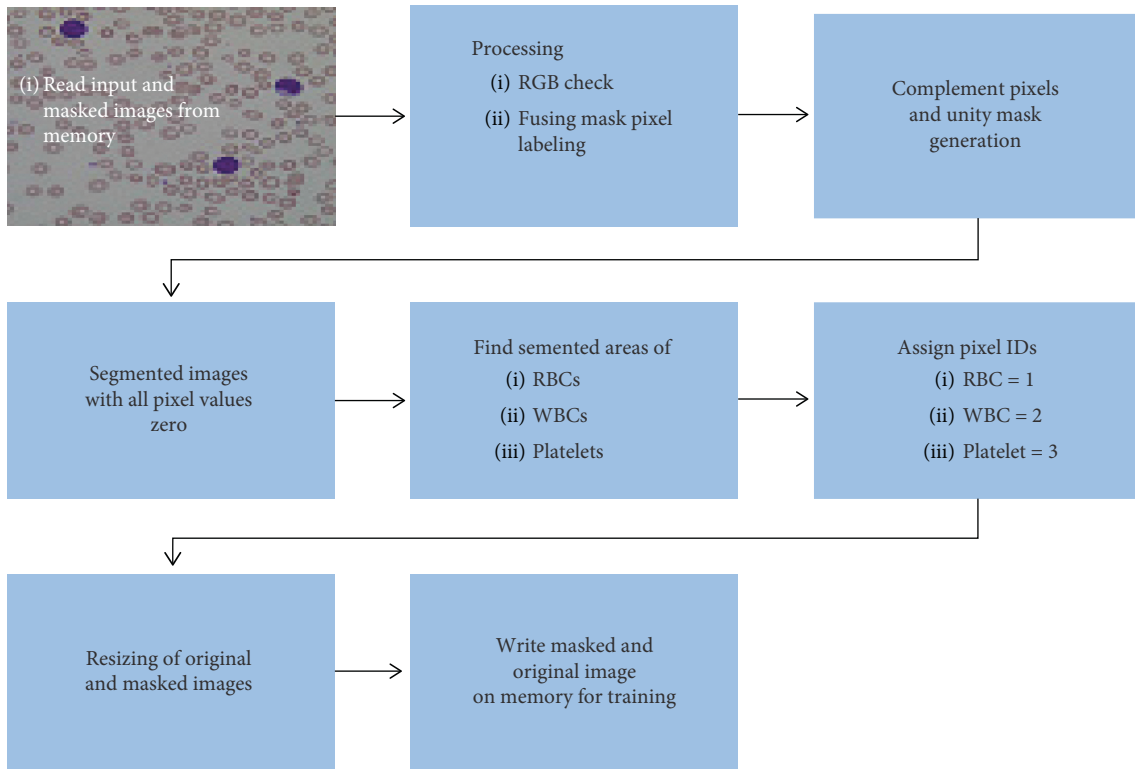 (i) Read input and
masked images from
memory
Processing
(i) RGB check
(ii) Fusing mask pixel
labeling
Complement pixels
and unity mask
generation
Segmented images
with all pixel values
zero
Find semented areas of
(i) RBCs
(ii) WBCs
(iii) Platelets
Assign pixel IDs
(i) RBC = 1
(ii) WBC = 2
(iii) Platelet = 3
Resizing of original
and masked images
Write masked and
original image
on memory for training